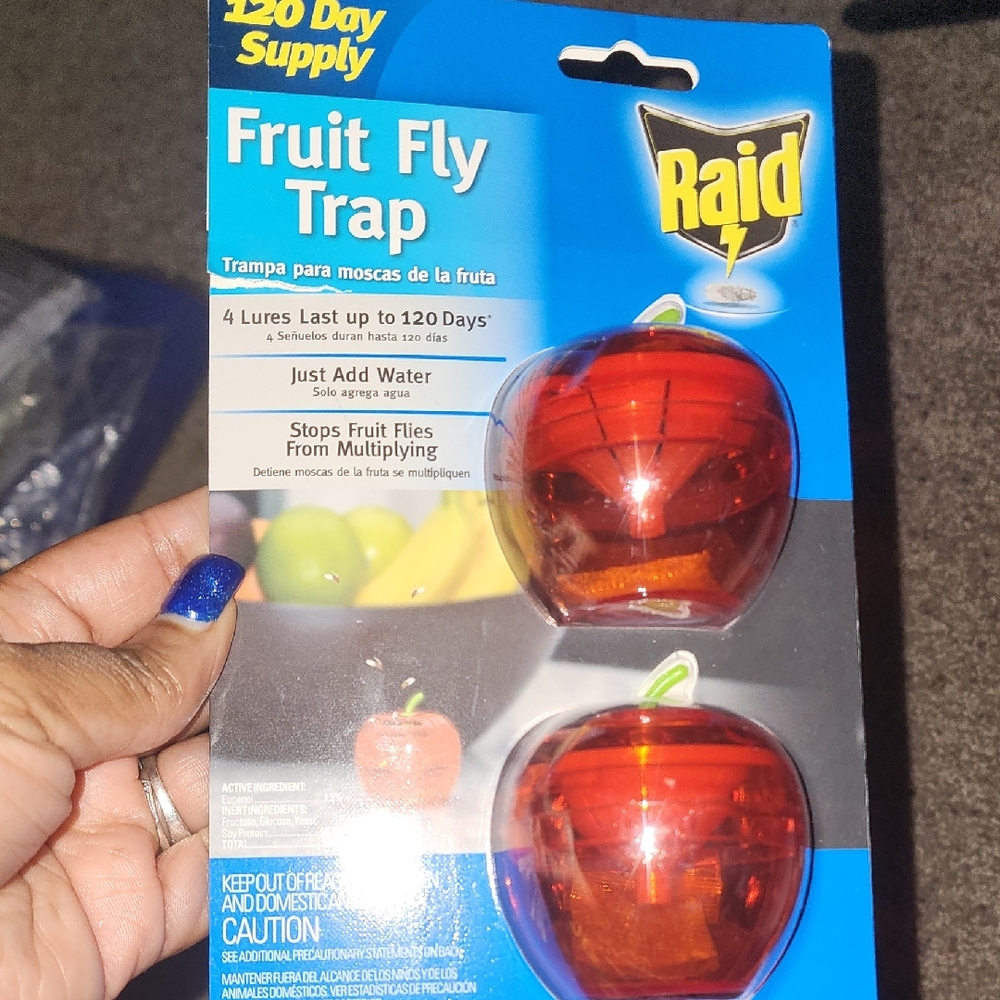 120 Day
Supply
Fruit Fly
Trap
Trampa para moscas de la fruta
Raid
4 Lures Last up to 120 Days*
4 Señuelos duran hasta 120 días
Just Add Water
Solo agrega agua
Stops Fruit Flies
From Multiplying
Detiene moscas de la fruta se multipliquen
ACTIVE INGREDIENT:
Eugenol
INERT INGREDIENTS:
Fructose, Glucose, Yeast,
Soy Protein
TOTAL
KEEP OUT OF
AND DOMESTIC
CAUTION
SEE ADDITIONAL PRECAUTIONARY STATEMENTS ON BACK
MANTENER FUERA DEL ALCANCE DE LOS NIÑOS Y DE LOS
ANIMALES DOMÉSTICOS. VER ESTADISTICAS DE PRECAUCIÓN